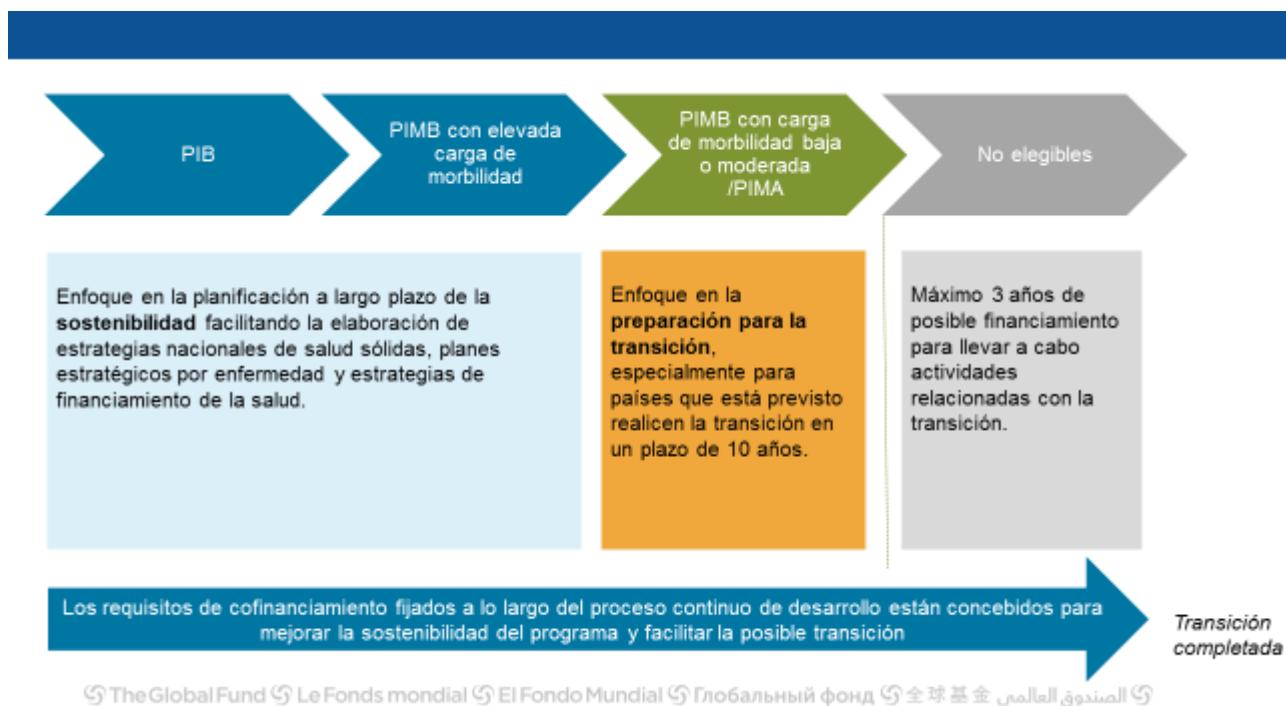 PIB
PIMB con elevada
carga de
morbilidad
PIMB con carga
de morbilidad baja
o moderada
/PIMA
No elegibles
Enfoque en la planificación a largo plazo de la
sostenibilidad facilitando la elaboración de
estrategias nacionales de salud sólidas, planes
estratégicos por enfermedad y estrategias de
financiamiento de la salud.
Enfoque en la
preparación para la
transición,
especialmente para
países que está previsto
realicen la transición en
un plazo de 10 años.
Máximo 3 años de
posible financiamiento
para llevar a cabo
actividades
relacionadas con la
transición.
Los requisitos de cofinanciamiento fijados a lo largo del proceso continuo de desarrollo están concebidos para
mejorar la sostenibilidad del programa y facilitar la posible transición
Transición
completada
The Global Fund Le Fonds mondial El Fondo Mundial Глобальный фонд 全球基金 الصندوق العالمي